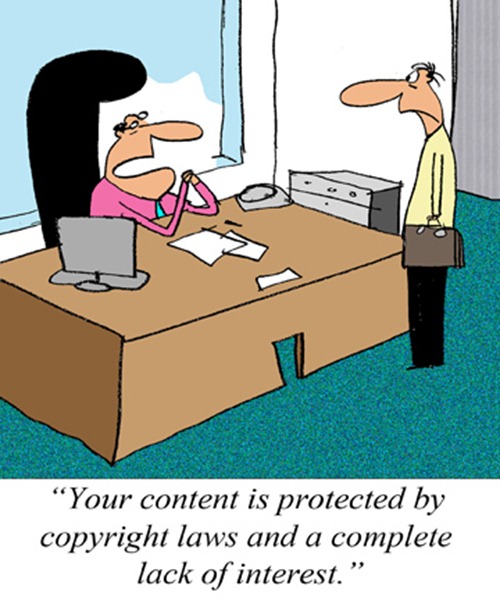 “Your content is protected by
copyright laws and a complete
lack of interest.”